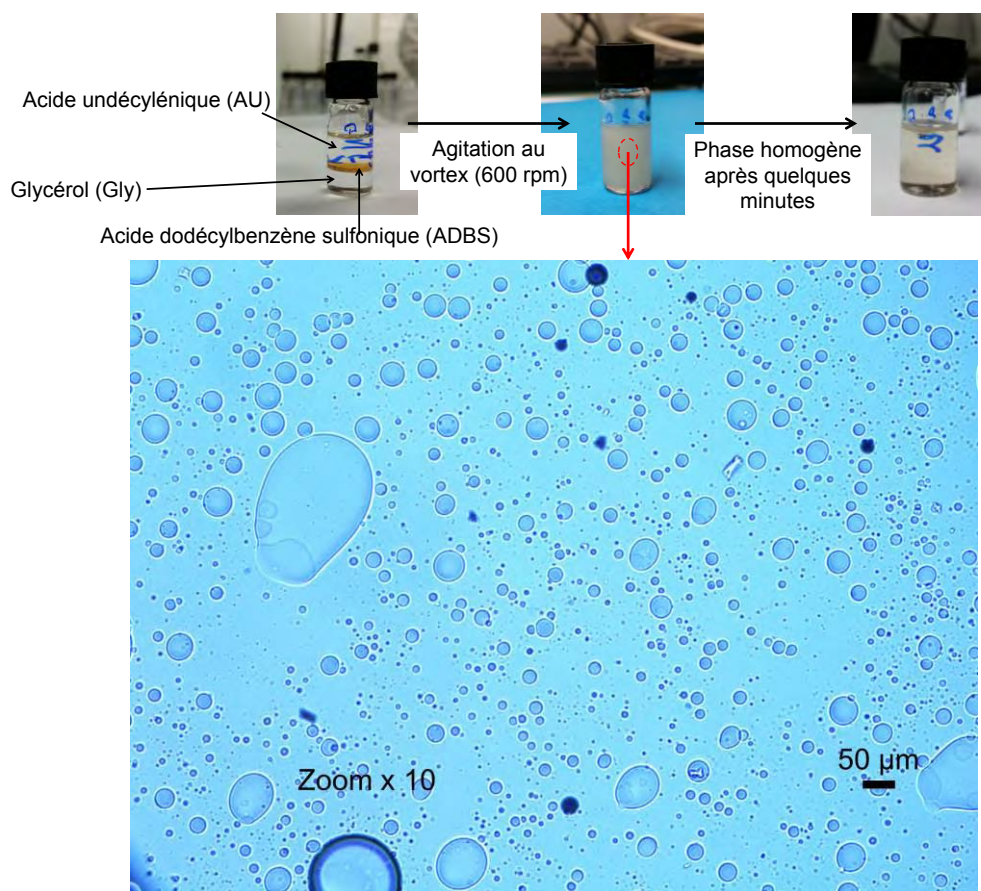 Acide undécylénique (AU)
Glycérol (Gly)
Acide dodécylbenzène sulfonique (ADBS)
Agitation au
vortex (600 rpm)
Phase homogène
après quelques
minutes
Zoom x 10
50 µm